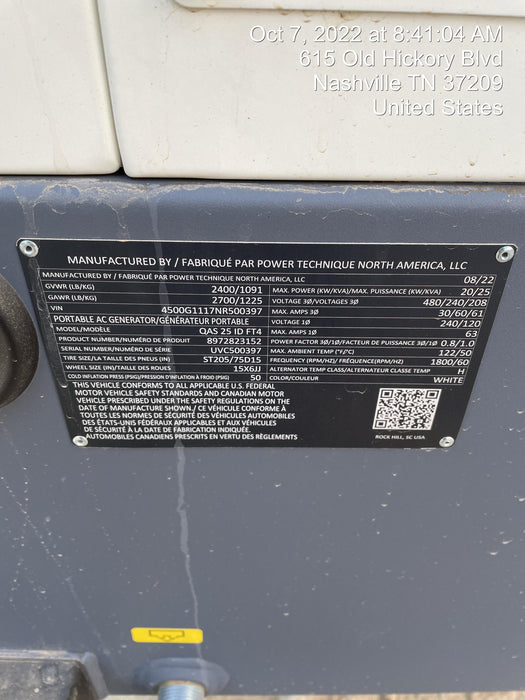 Oct 7, 2022 at 8:41:04 AM
615 Old Hickory Blvd
Nashville TN 37209
United States
MANUFACTURED BY / FABRIQUÉ PAR POWER TECHNIQUE NORTH AMERICA, LLC
MANUFACTURED BY / FABRIQUÉ PAR POWER TECHNIQUE NORTH AMERICA, LLC 08/22
GVWR (LB/KG) 2400/1091 MAX. POWER (KW/KVA)/MAX. PUISSANCE (KW/KVA) 20/25
GAWR (LB/KG) 2700/1225 VOLTAGE 3Ø/VOLTAGES 3Ø 480/240/208
VIN 4500G1117NR500397 MAX. AMPS 3Ø 30/60/61
PORTABLE AC GENERATOR/GÉNÉRATEUR PORTABLE VOLTAGE 1Ø 240/120
MODEL/MODÈLE QAS 25 ID FT4 MAX. AMPS 1Ø 63
PRODUCT NUMBER/NUMÉRO DE PRODUIT 8972823152 POWER FACTOR 3Ø/1Ø/FACTEUR DE PUISSANCE 3Ø/1Ø 0.8/1.0
SERIAL NUMBER/NUMÉRO DE SÉRIE UVC500397 MAX. AMBIENT TEMP (°F/°C) 122/50
TIRE SIZE/LA TAILLE DES PNEUS (IN) ST205/75D15 FREQUENCY (RPM/HZ)/ FRÉQUENCE(RPM/HZ) 1800/60
WHEEL SIZE (IN)/TAILLE DES ROUES 15X6JJ ALTERNATOR TEMP CLASS/ALTERNATEUR CLASSE TEMP H
COLD INFLATION PRESS (PSIG)/PRESSION D'INFLATION À FROID (PSIG) 50 COLOR/COULEUR WHITE
THIS VEHICLE CONFORMS TO ALL APPLICABLE U.S. FEDERAL
MOTOR VEHICLE SAFETY STANDARDS AND CANADIAN MOTOR
VEHICLE PRESCRIBED UNDER THE SAFETY REGULATIONS ON THE
DATE OF MANUFACTURE SHOWN./ CE VÉHICULE EST CONFORME À
TOUTES LES NORMES DE SÉCURITÉ DES VÉHICULES AUTOMOBILES
DES ÉTATS-UNIS FÉDÉRALES APPLICABLES ET AUX VÉHICULES
DE SÉCURITÉ À LA DATE DE FABRICATION INDIQUÉE.
AUTOMOBILES CANADIENS PRESCRITS EN VERTU DES RÈGLEMENTS
ROCK HILL, SC USA